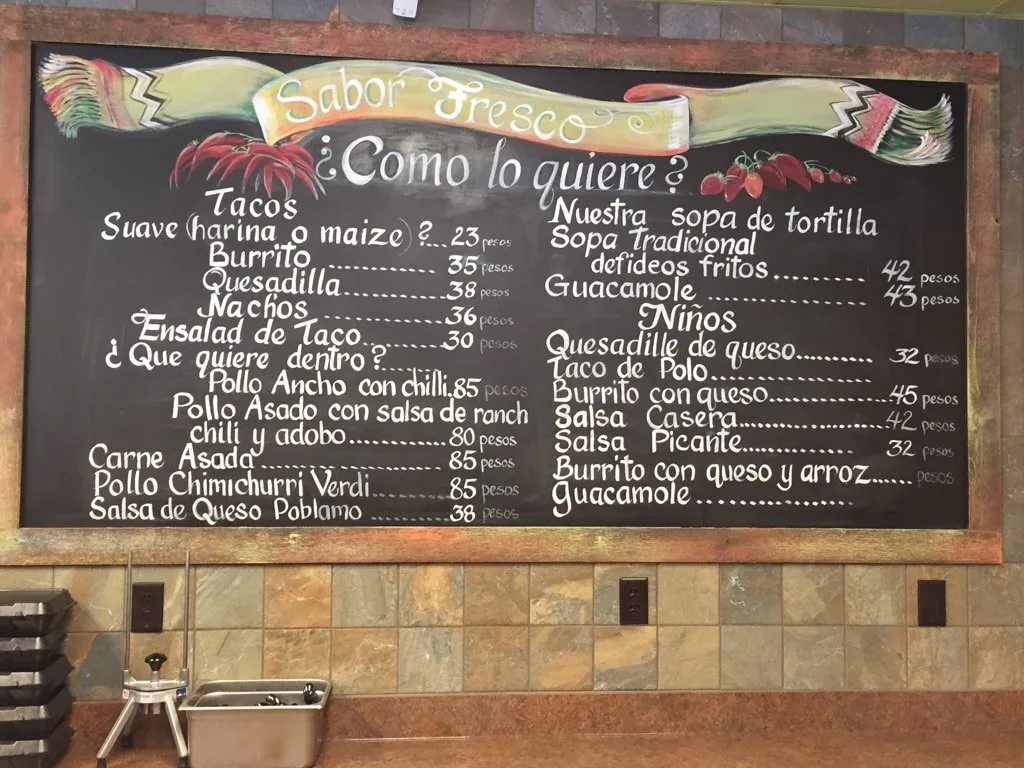 Sabor Fresco
¿Como lo quiere?
Tacos
Suave (harina o maize) ?... 23 pesos
Burrito .................. 35 pesos
Quesadilla................38 pesos
Nachos ................... 36 pesos
Ensalad de Taco...........30 pesos
¿Que quiere dentro?........
Pollo Ancho con chilli.85 pesos
Pollo Asado con salsa de ranch
chili y adobo............... 80 pesos
Carne Asada........................... 85 pesos
Pollo Chimichurri Verdi........... 85 pesos
Salsa de Queso Poblamo ........... 38 pesos
Nuestra sopa de tortilla
Sopa Tradicional
defideos fritos............. 42 pesos
Guacamole ...................... 43 pesos
Niños
Quesadille de queso.......... 32 pesos
Taco de Polo......................
Burrito con queso............45 pesos
Salsa Casera...................42 pesos
Salsa Picante................ 32 pesos
Burrito con queso y arroz...... pesos
Guacamole ......................